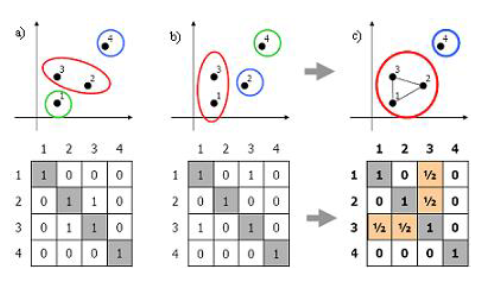 a) 4 b) 4 c) 4
3 3 3
2 2 2
1 1 1
1 2 3 4 1 2 3 4 1 2 3 4
1 1 0 0 0 1 1 0 1 0 1 1 0 ½ 0
2 0 1 1 0 2 0 1 0 0 2 0 1 ½ 0
3 0 1 1 0 3 1 0 1 0 3 ½ ½ 1 0
4 0 0 0 1 4 0 0 0 1 4 0 0 0 1